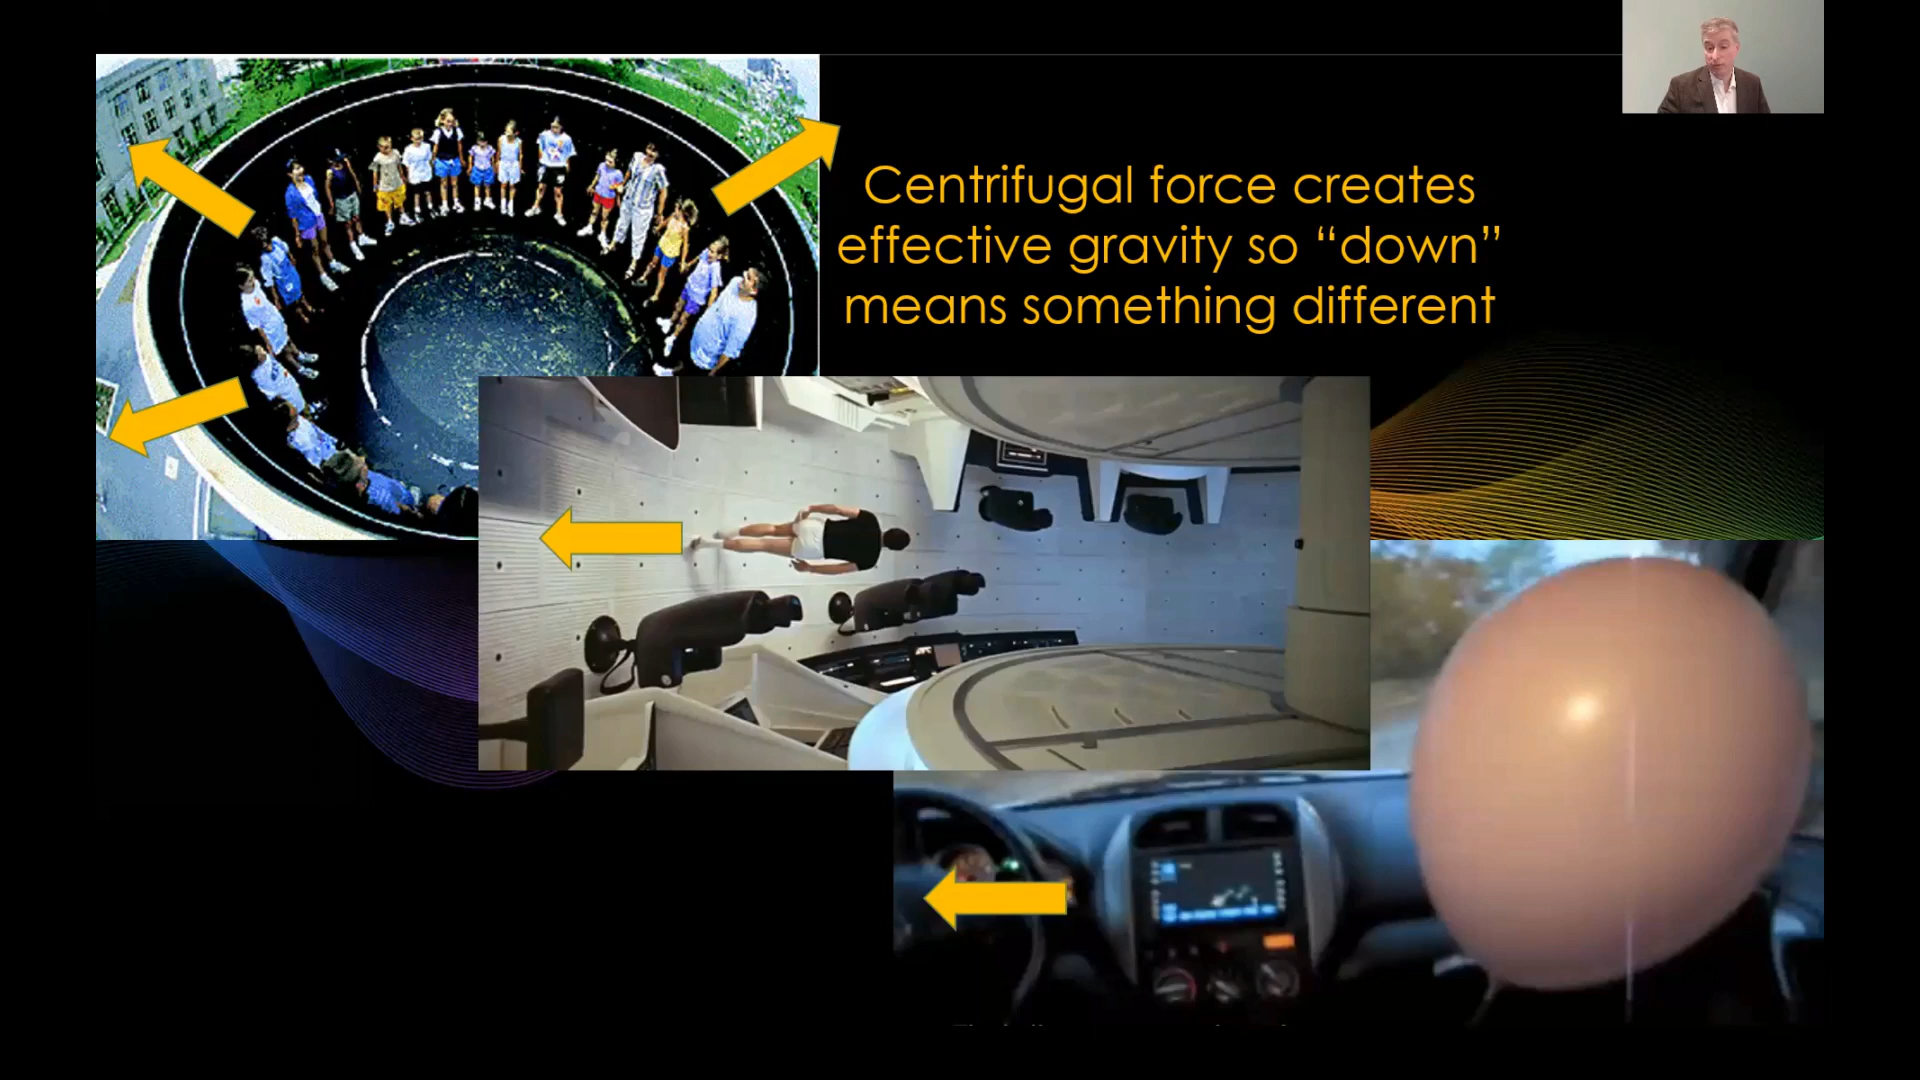 Centrifugal force creates
effective gravity so “down”
means something different